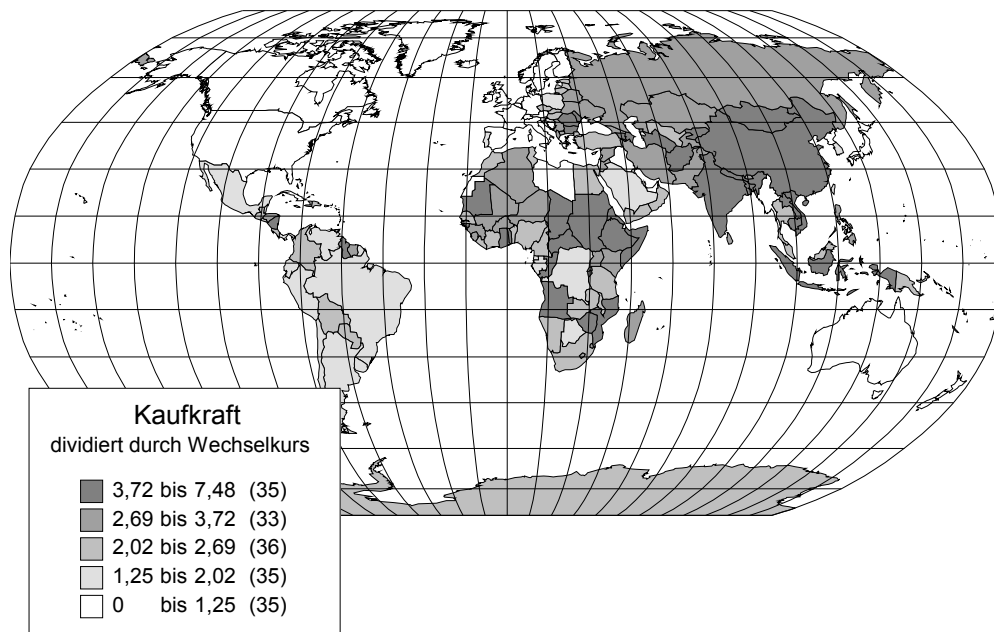 Kaufkraft
dividiert durch Wechselkurs
3,72 bis 7,48 (35)
2,69 bis 3,72 (33)
2,02 bis 2,69 (36)
1,25 bis 2,02 (35)
0 bis 1,25 (35)